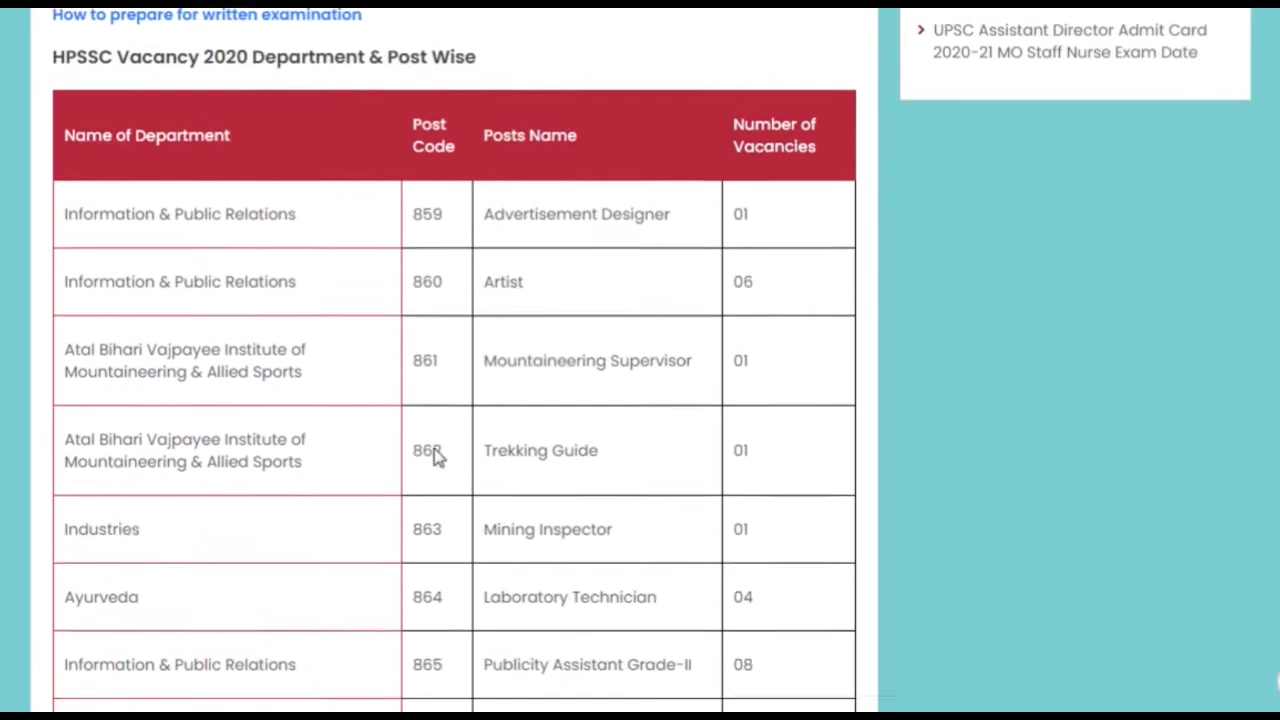 How to prepare for written examination
HPSSC Vacancy 2020 Department & Post Wise
Name of Department
Post
Code
Posts Name
Number of
Vacancies
Information & Public Relations
859
Advertisement Designer
01
Information & Public Relations
860
Artist
06
Atal Bihari Vajpayee Institute of
Mountaineering & Allied Sports
861
Mountaineering Supervisor
01
Atal Bihari Vajpayee Institute of
Mountaineering & Allied Sports
Trekking Guide
01
Industries
863
Mining Inspector
01
Ayurveda
864
Laboratory Technician
04
Information & Public Relations
865
Publicity Assistant Grade-II
08
UPSC Assistant Director Admit Card
2020-21 MO Staff Nurse Exam Date